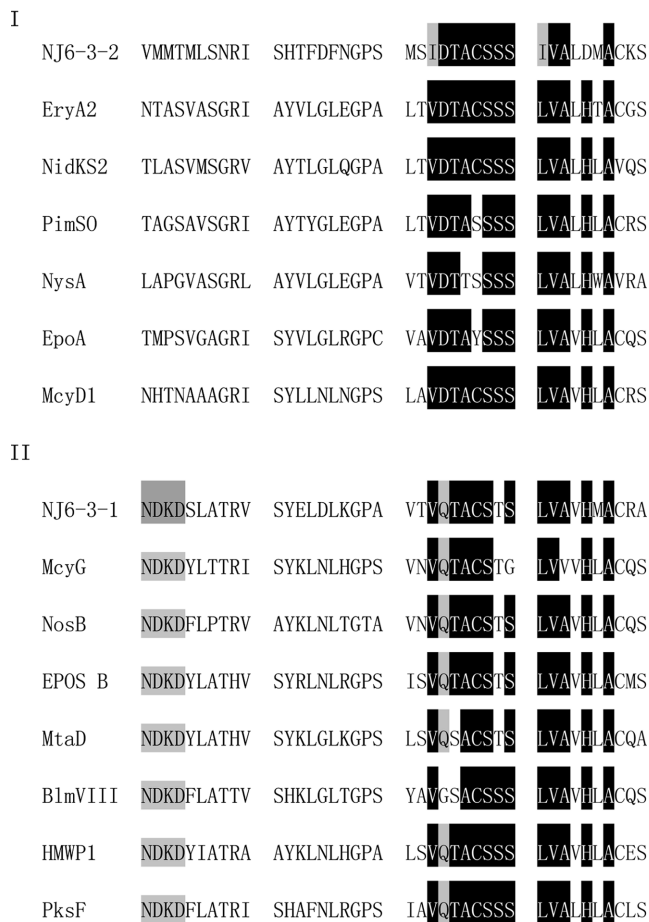 I
NJ6-3-2 VMMTMLSNRI SHTFDFNGPS MSIDTACSSS IVALDMACKS
EryA2 NTASVASGRI AYVLGLEGPA LTVDTACSSS LVALHTACGS
NidKS2 TLASVMSGRV AYTLGLQGPA LTVDTACSSS LVALHLAVQS
PimSO TAGSAVSGRI AYTYGLEGPA LTVDTASSSS LVALHLACRS
NysA LAPGVASGRL AYVLGLEGPA VTVDTTSSSS LVALHWAVRA
EpoA TMPSVGAGRI SYVLGLRGPC VAVDTAYSSS LVAVHLACQS
McyD1 NHTNAAAGRI SYLLNLNGPS LAVDTACSSS LVAVHLACRS
II
NJ6-3-1 NDKDSLATRV SYELDLKGPA VTVQTACSTS LVAVHMACRA
McyG NDKDYLTTRI SYKLNLHGPS VNVQTACSTG LVVVHLACQS
NosB NDKDFLPTRV AYKLNLTGTA VNVQTACSTS LVAVHLACQS
EPOS B NDKDYLATHV SYRLNLRGPS ISVQTACSTS LVAVHLACMS
MtaD NDKDYLATHV SYKLGLKGPS LSVQSACSTS LVAVHLACQA
BlmVIII NDKDFLATTV SHKLGLTGPS YAVGSACSSS LVAVHLACQS
HMWP1 NDKDYIATRA AYKLNLHGPA LSVQTACSSS LVAVHLACES
PksF NDKDFLATRI SHAFNLRGPS IAVQTACSSS LVALHLACLS